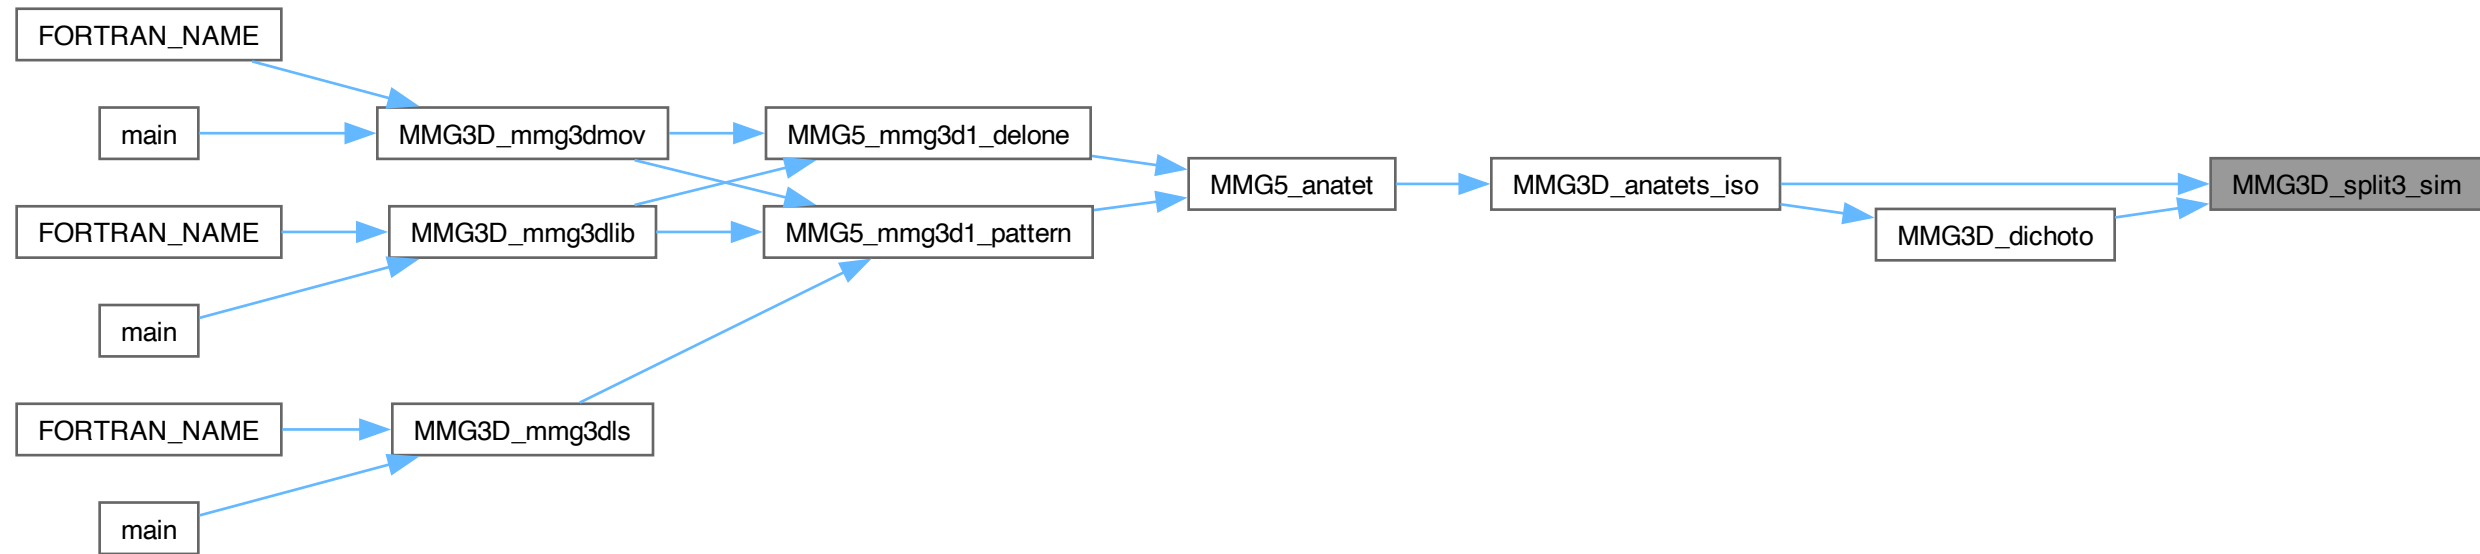 FORTRAN_NAME
main
MMG3D_mmg3dmov
MMG5_mmg3d1_delone
MMG5_anatet
MMG3D_anatets_iso
MMG3D_split3_sim
FORTRAN_NAME
MMG3D_mmg3dlib
MMG5_mmg3d1_pattern
MMG3D_dichoto
main
FORTRAN_NAME
MMG3D_mmg3dls
main